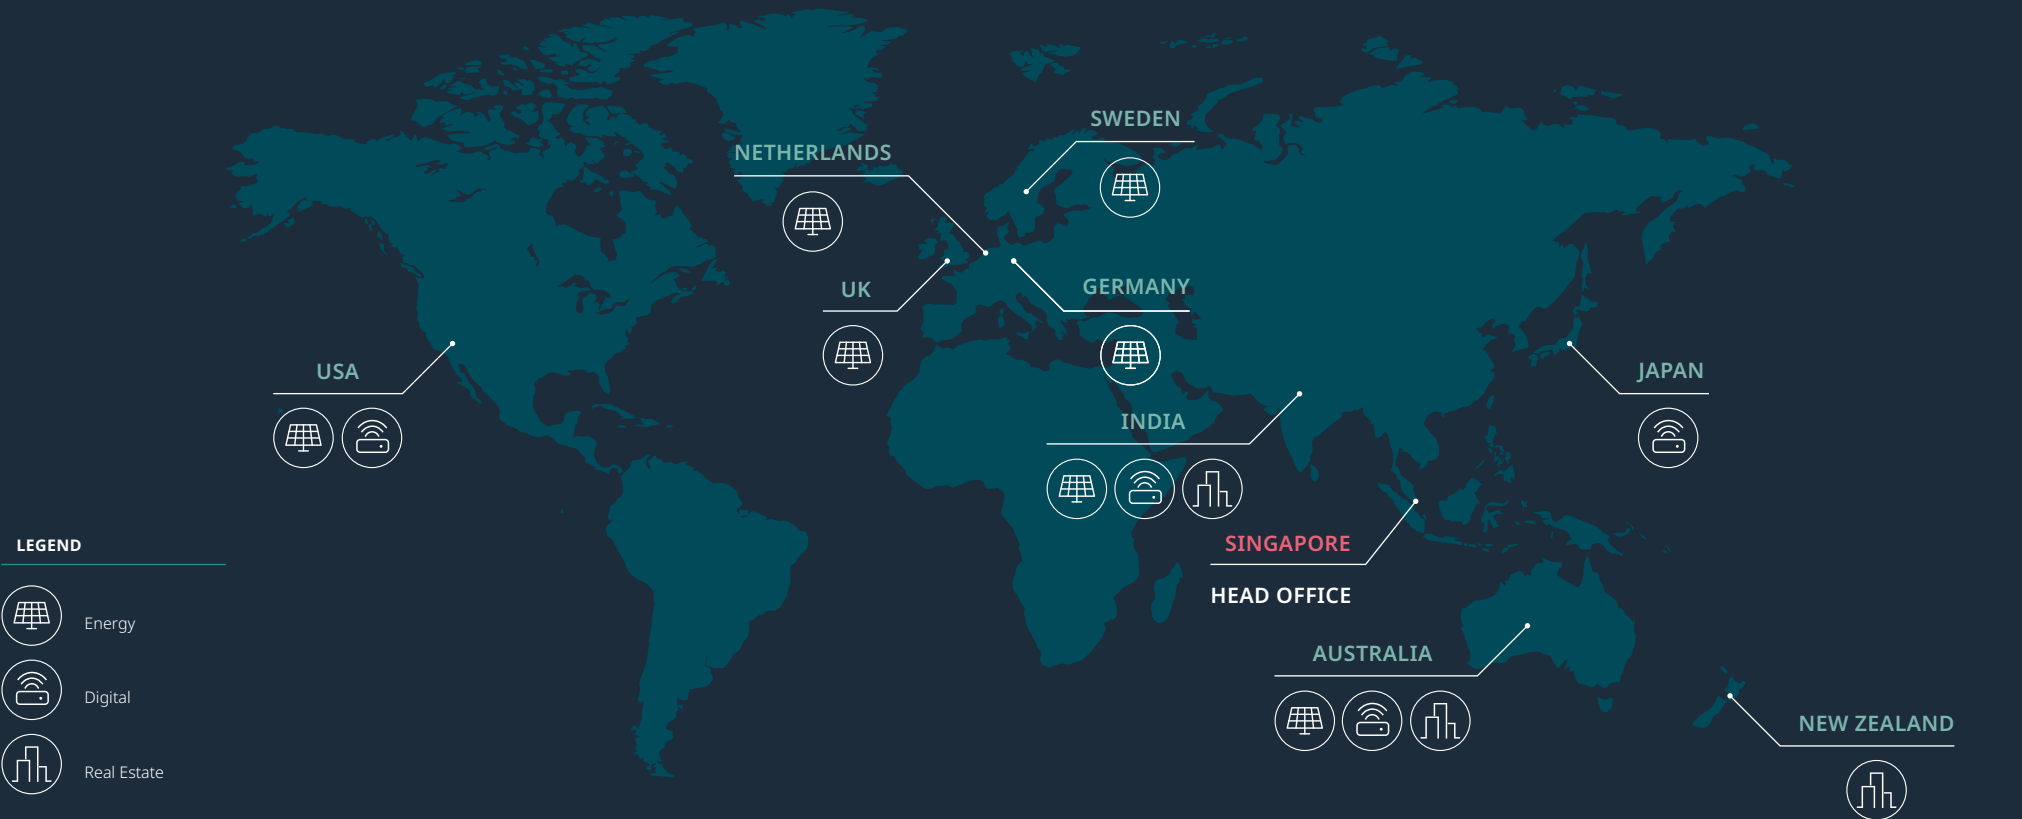 SWEDEN
NETHERLANDS
UK
GERMANY
USA
JAPAN
INDIA
SINGAPORE
HEAD OFFICE
AUSTRALIA
NEW ZEALAND
LEGEND
Energy
Digital
Real Estate